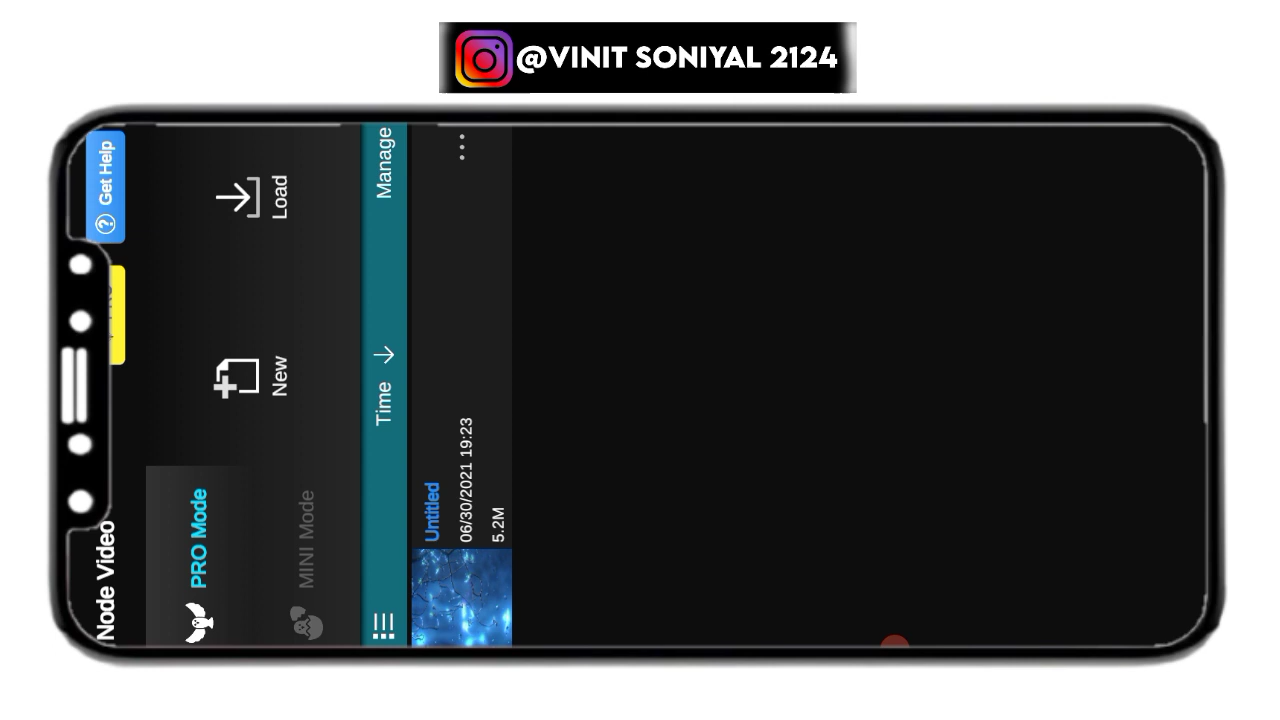 @VINIT SONIYAL 2124
Node Video
Get Help
PRO Mode
MINI Mode
New
Load
Time
Manage
Untitled
06/30/2021 19:23
5.2M